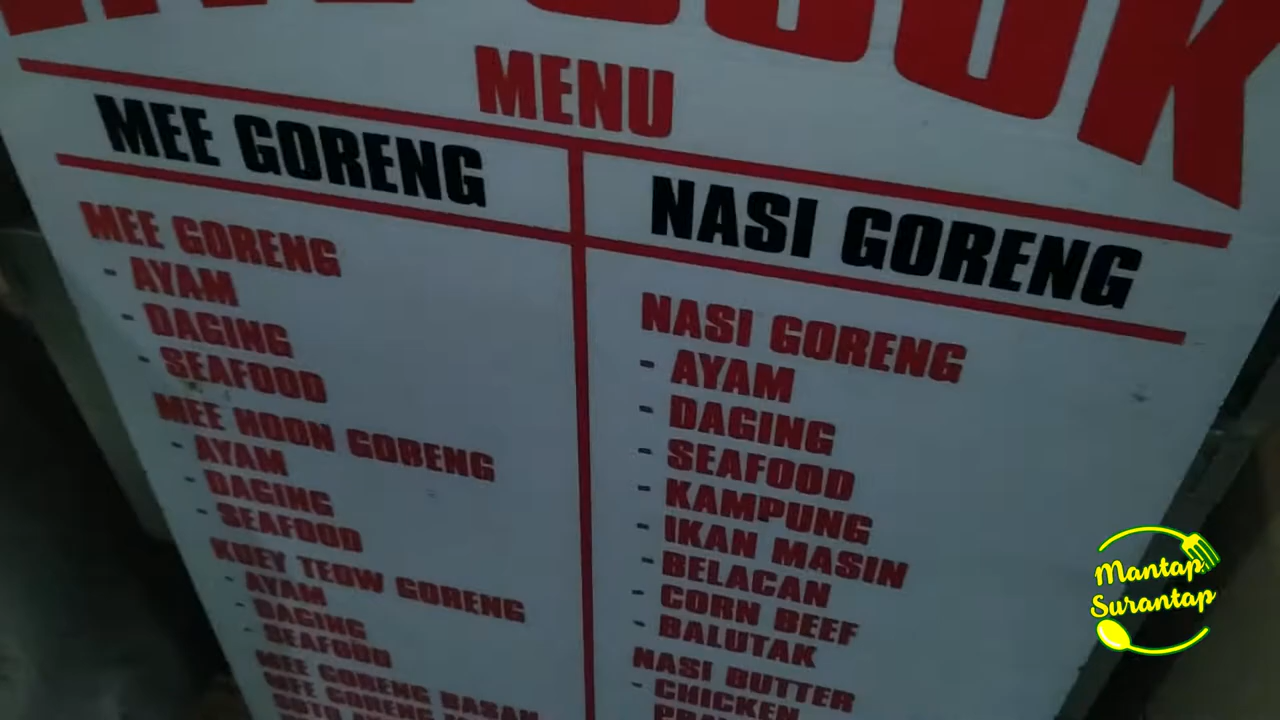 MENU
MEE GORENG
MEE GORENG
- AYAM
- DAGING
- SEAFOOD
MEE HOON GORENG
- AYAM
- DAGING
- SEAFOOD
KUEY TEOW GORENG
- AYAM
- DAGING
- SEAFOOD
MEE GORENG BASAH
MEE GORENG
SOTO
NASI GORENG
NASI GORENG
- AYAM
- DAGING
- SEAFOOD
- KAMPUNG
- IKAN MASIN
- BELACAN
- CORN BEEF
- BALUTAK
NASI BUTTER
- CHICKEN
Mantap
Surantap